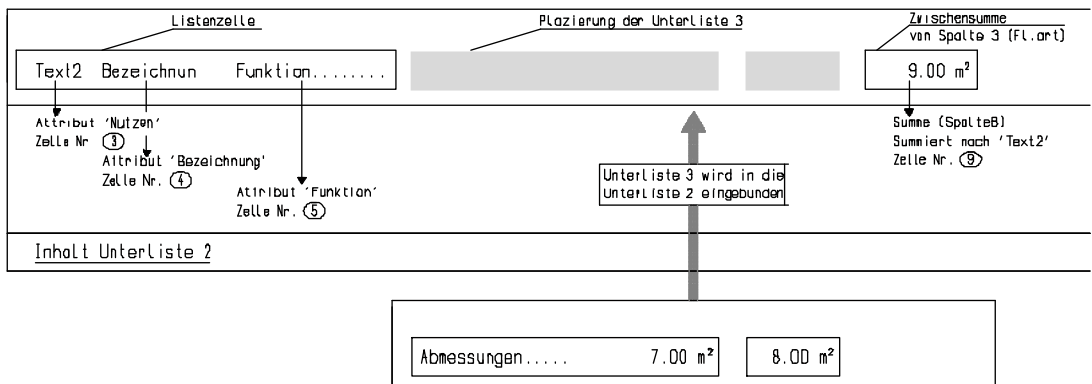 Listenzelle
Plazierung der Unterliste 3
Zwischensumme
von Spalte 3 (Fl.art)
Text2 Bezeichnun Funktion........
9.00 m²
Attribut 'Nutzen'
Zelle Nr 3
Attribut 'Bezeichnung'
Zelle Nr. 4
Attribut 'Funktion'
Zelle Nr. 5
Unterliste 3 wird in die
Unterliste 2 eingebunden
Summe (Spalte8)
Summiert nach 'Text2'
Zelle Nr. 9
Inhalt Unterliste 2
Abmessungen..... 7.00 m² 8.00 m²